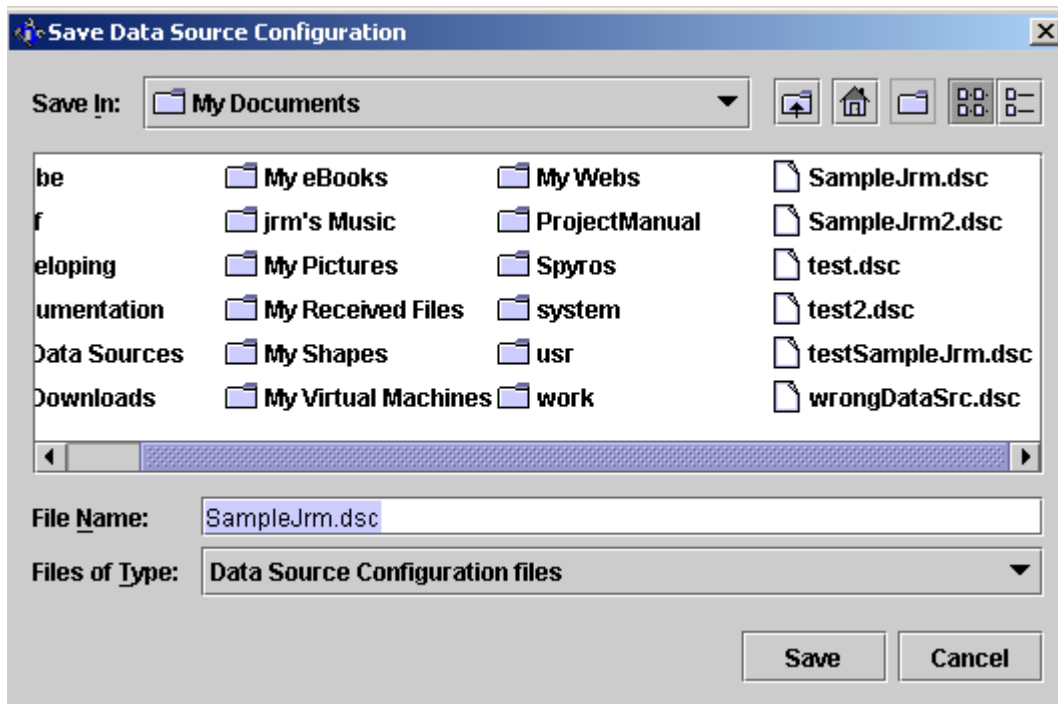 Save Data Source Configuration
Save In: My Documents
be My eBooks My Webs SampleJrm.dsc
f jrm's Music ProjectManual SampleJrm2.dsc
eloping My Pictures Spyros test.dsc
umentation My Received Files system test2.dsc
Data Sources My Shapes usr testSampleJrm.dsc
Downloads My Virtual Machines work wrongDataSrc.dsc
File Name: SampleJrm.dsc
Files of Type: Data Source Configuration files
Save Cancel